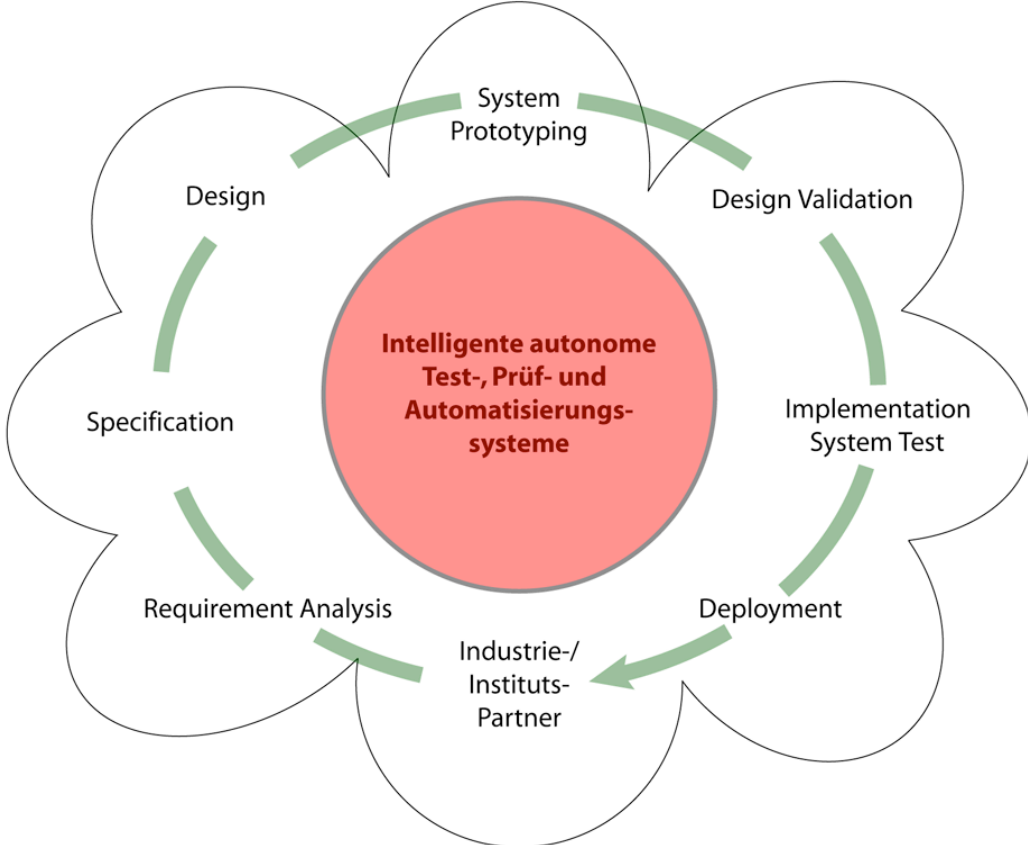 System
Prototyping
Design
Design Validation
Intelligente autonome
Test-, Prüf- und
Automatisierungs-
systeme
Specification
Implementation
System Test
Requirement Analysis
Deployment
Industrie-/
Instituts-
Partner